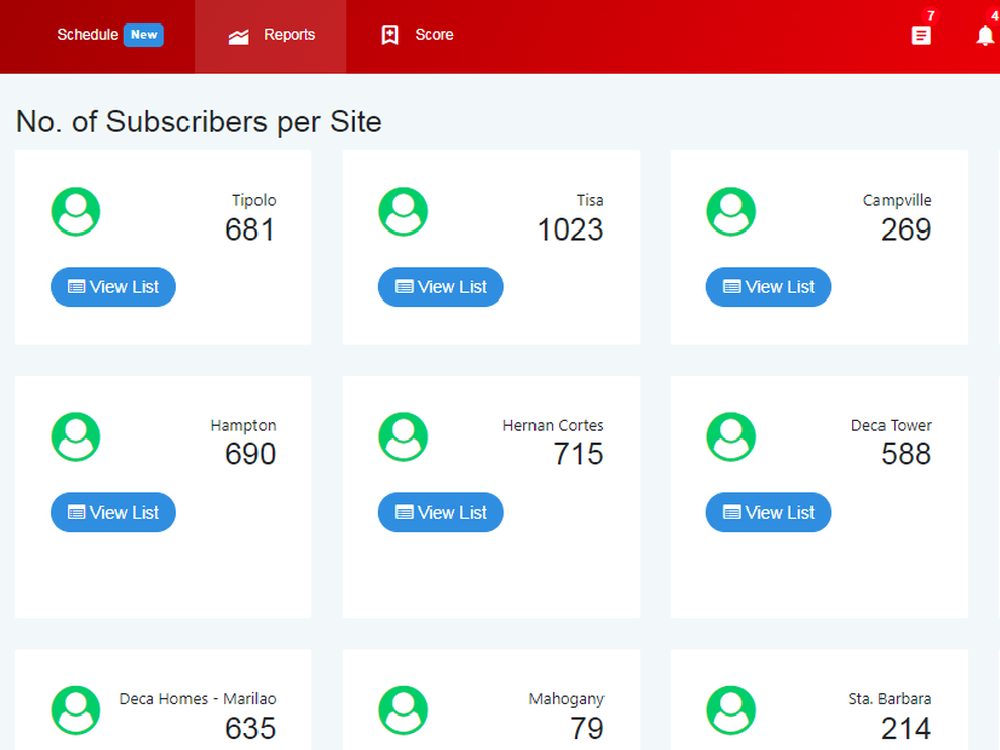 Schedule New Reports Score 7 4
No. of Subscribers per Site
Tipolo
681
View List
Tisa
1023
View List
Campville
269
View List
Hampton
690
View List
Hernan Cortes
715
View List
Deca Tower
588
View List
Deca Homes - Marilao
635
Mahogany
79
Sta. Barbara
214